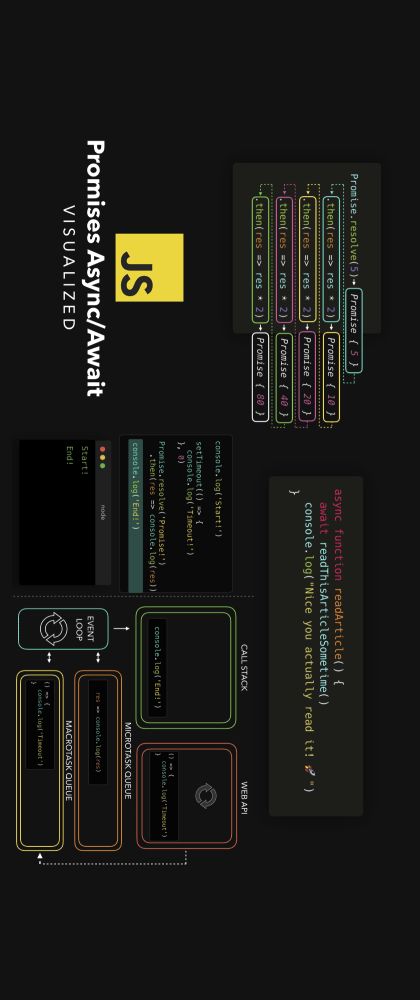 Promise.resolve(5) Promise { 5 }
.then(res => res * 2) Promise { 10 }
.then(res => res * 2) Promise { 20 }
.then(res => res * 2) Promise { 40 }
.then(res => res * 2) Promise { 80 }
JS
Promises Async/Await
VISUALIZED
async function readArticle() {
await readThisArticleSometime()
console.log("Nice you actually read it! 🚀 ")
}
console.log('Start!')
setTimeout(() => {
console.log('Timeout!')
}, 0)
Promise.resolve('Promise!')
.then(res => console.log(res))
console.log('End!')
node
Start!
End!
CALL STACK
console.log('End!')
WEB API
() => {
console.log('Timeout')
}
EVENT
LOOP
MICROTASK QUEUE
res => console.log(res)
MACROTASK QUEUE
() => {
console.log('Timeout')
}